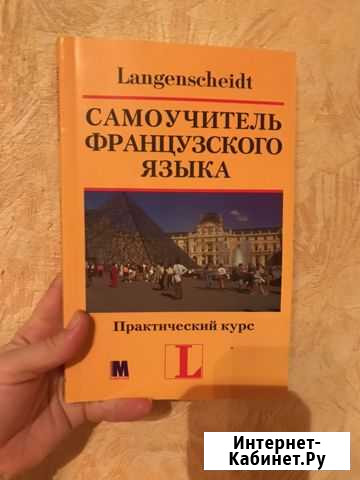 Langenscheidt
САМОУЧИТЕЛЬ
ФРАНЦУЗСКОГО
ЯЗЫКА
Практический курс
М
L
Интернет-
Кабинет.Ру